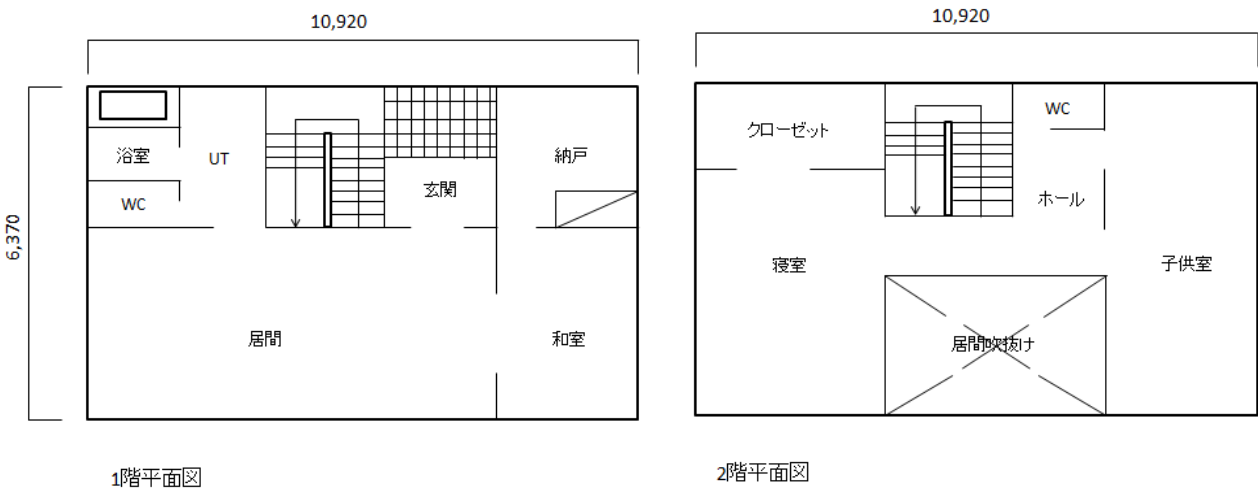 10,920
6,370
浴室
UT
WC
玄関
納戸
居間
和室
1階平面図
10,920
クローゼット
WC
ホール
寝室
子供室
居間吹抜け
2階平面図